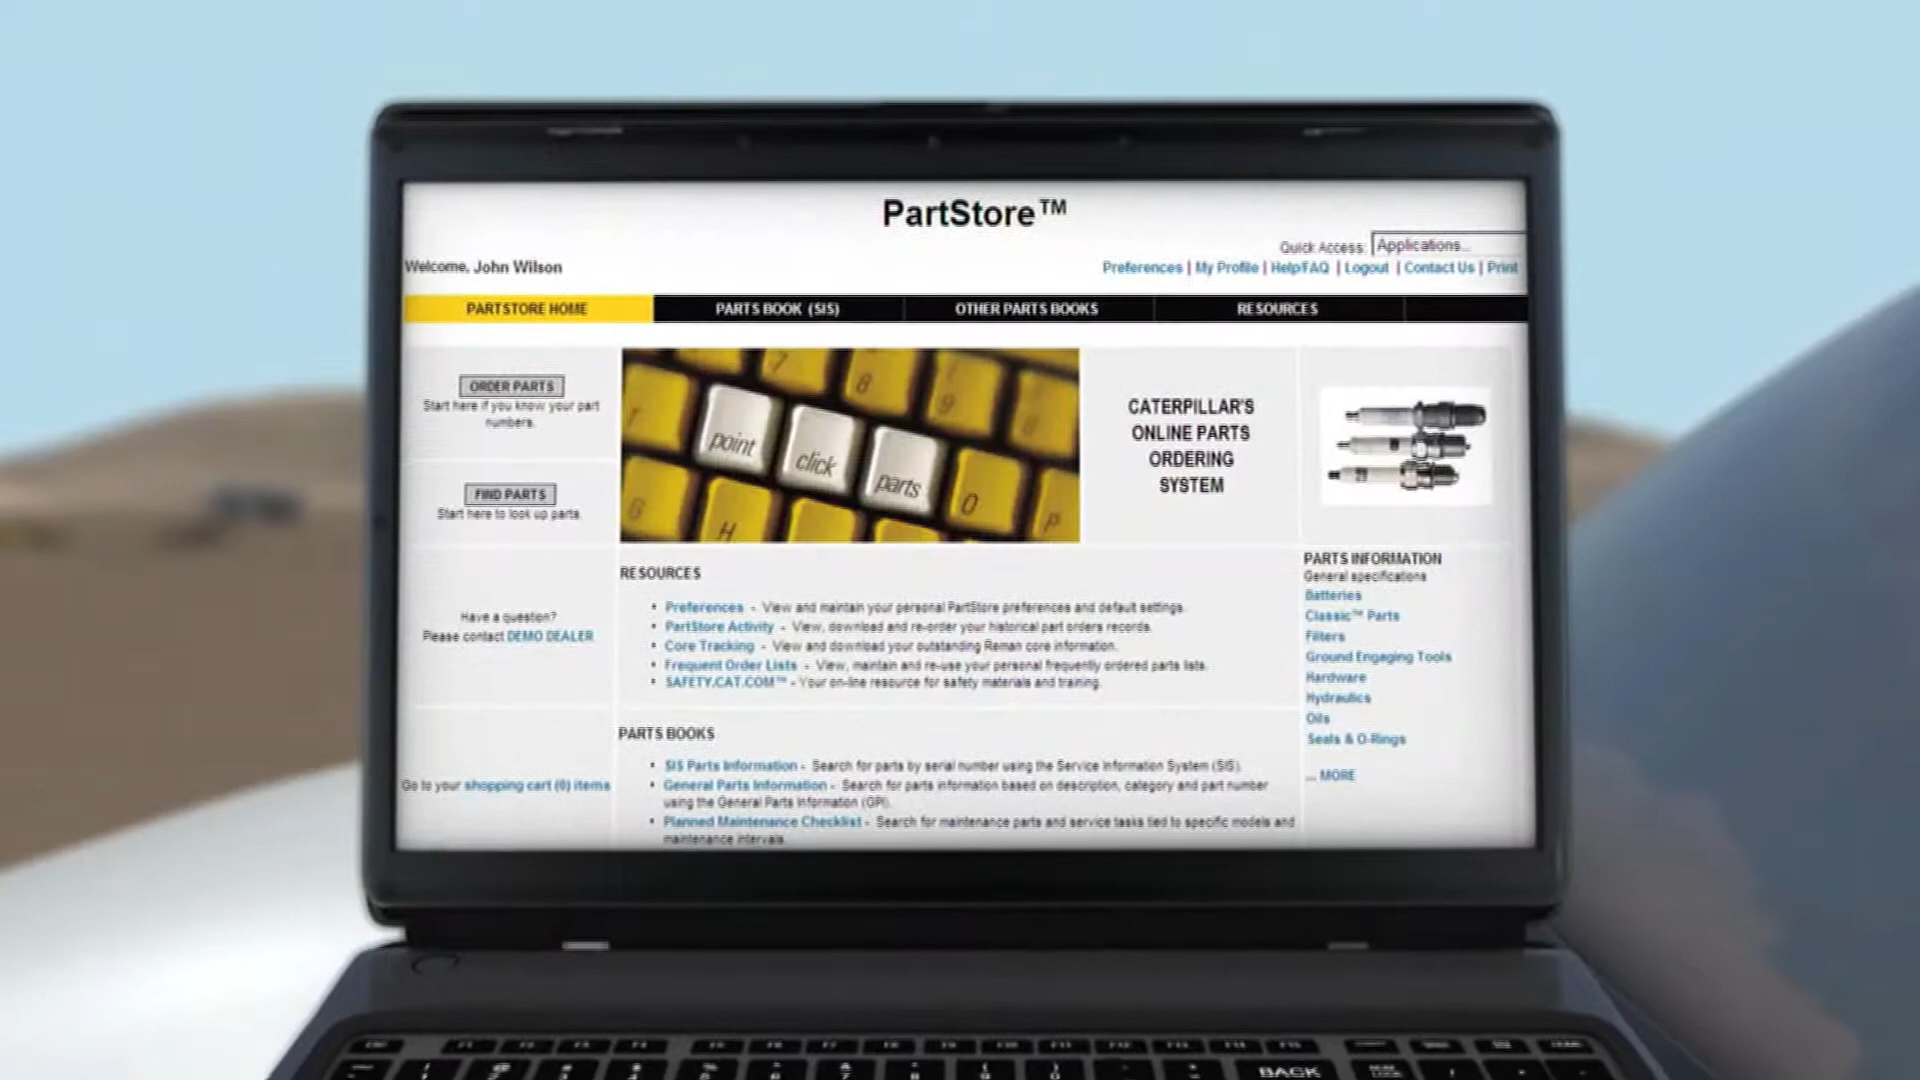 PartStore™
Quick Access: Applications...
Welcome, John Wilson
Preferences | My Profile | Help/FAQ | Logout | Contact Us | Print
PARTSTORE HOME
PARTS BOOK (SIS)
OTHER PARTS BOOKS
RESOURCES
ORDER PARTS
Start here if you know your part
numbers.
FIND PARTS
Start here to look up parts.
Have a question?
Please contact DEMO DEALER
Go to your shopping cart (0) items
7
8
9
point
click
parts
O
P
G
H
CATERPILLAR'S
ONLINE PARTS
ORDERING
SYSTEM
RESOURCES
• Preferences - View and maintain your personal PartStore preferences and default settings.
• PartStore Activity - View, download and re-order your historical part orders records.
• Core Tracking - View and download your outstanding Reman core information.
• Frequent Order Lists - View, maintain and re-use your personal frequently ordered parts lists.
• SAFETY.CAT.COM™ - Your on-line resource for safety materials and training.
PARTS BOOKS
• SIS Parts Information - Search for parts by serial number using the Service Information System (SIS).
• General Parts Information - Search for parts information based on description, category and part number
using the General Parts Information (GPI).
• Planned Maintenance Checklist - Search for maintenance parts and service tasks tied to specific models and
maintenance intervals.
PARTS INFORMATION
General specifications
Batteries
Classic™ Parts
Filters
Ground Engaging Tools
Hardware
Hydraulics
Oils
Seals & O-Rings
... MORE
BACK